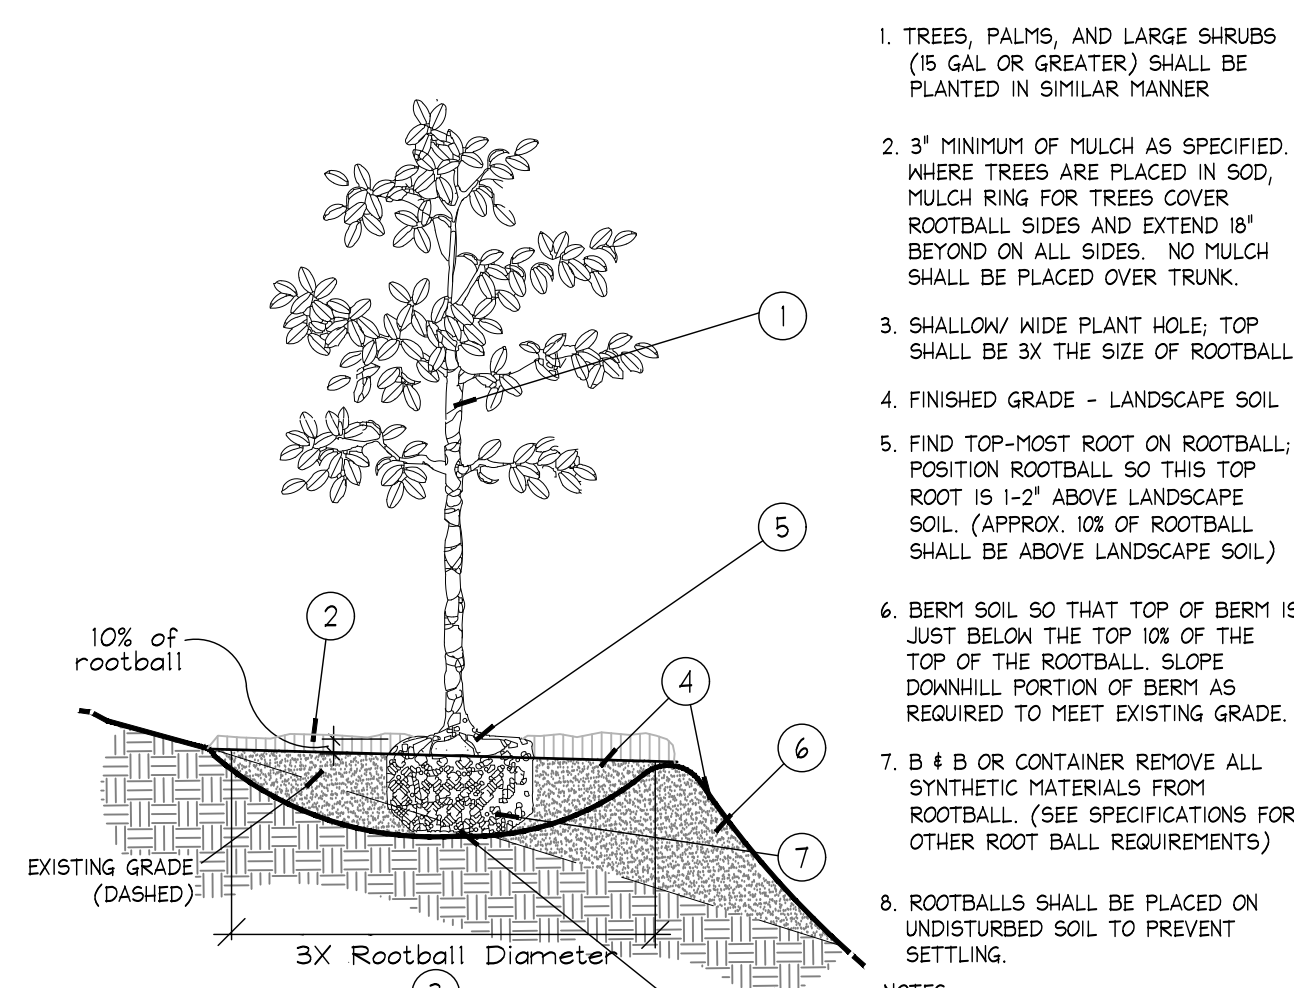 1. TREES, PALMS, AND LARGE SHRUBS
(15 GAL OR GREATER) SHALL BE
PLANTED IN SIMILAR MANNER
2. 3" MINIMUM OF MULCH AS SPECIFIED.
WHERE TREES ARE PLACED IN SOD,
MULCH RING FOR TREES COVER
ROOTBALL SIDES AND EXTEND 18"
BEYOND ON ALL SIDES. NO MULCH
SHALL BE PLACED OVER TRUNK.
3. SHALLOW/ WIDE PLANT HOLE; TOP
SHALL BE 3X THE SIZE OF ROOTBALL
4. FINISHED GRADE - LANDSCAPE SOIL
5. FIND TOP-MOST ROOT ON ROOTBALL;
POSITION ROOTBALL SO THIS TOP
ROOT IS 1-2" ABOVE LANDSCAPE
SOIL. (APPROX. 10% OF ROOTBALL
SHALL BE ABOVE LANDSCAPE SOIL)
6. BERM SOIL SO THAT TOP OF BERM IS
JUST BELOW THE TOP 10% OF THE
TOP OF THE ROOTBALL. SLOPE
DOWNHILL PORTION OF BERM AS
REQUIRED TO MEET EXISTING GRADE.
7. B & B OR CONTAINER REMOVE ALL
SYNTHETIC MATERIALS FROM
ROOTBALL. (SEE SPECIFICATIONS FOR
OTHER ROOT BALL REQUIREMENTS)
8. ROOTBALLS SHALL BE PLACED ON
UNDISTURBED SOIL TO PREVENT
SETTLING.
1
5
2
10% of
rootball
4
6
7
EXISTING GRADE
(DASHED)
3X Rootball Diameter